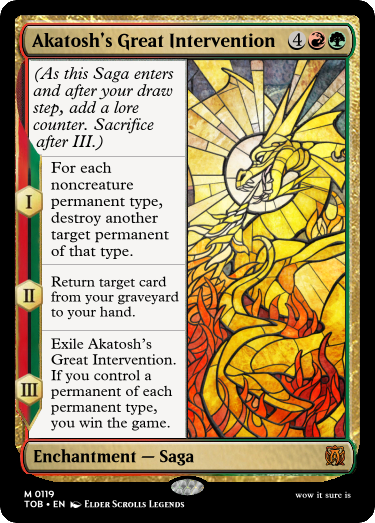 Akatosh's Great Intervention 4
(As this Saga enters
and after your draw
step, add a lore
counter. Sacrifice
after III.)
I
For each
noncreature
permanent type,
destroy another
target permanent
of that type.
II
Return target card
from your graveyard
to your hand.
III
Exile Akatosh's
Great Intervention.
If you control a
permanent of each
permanent type,
you win the game.
Enchantment — Saga
M 0119
TOB • EN Elder Scrolls Legends
wow it sure is